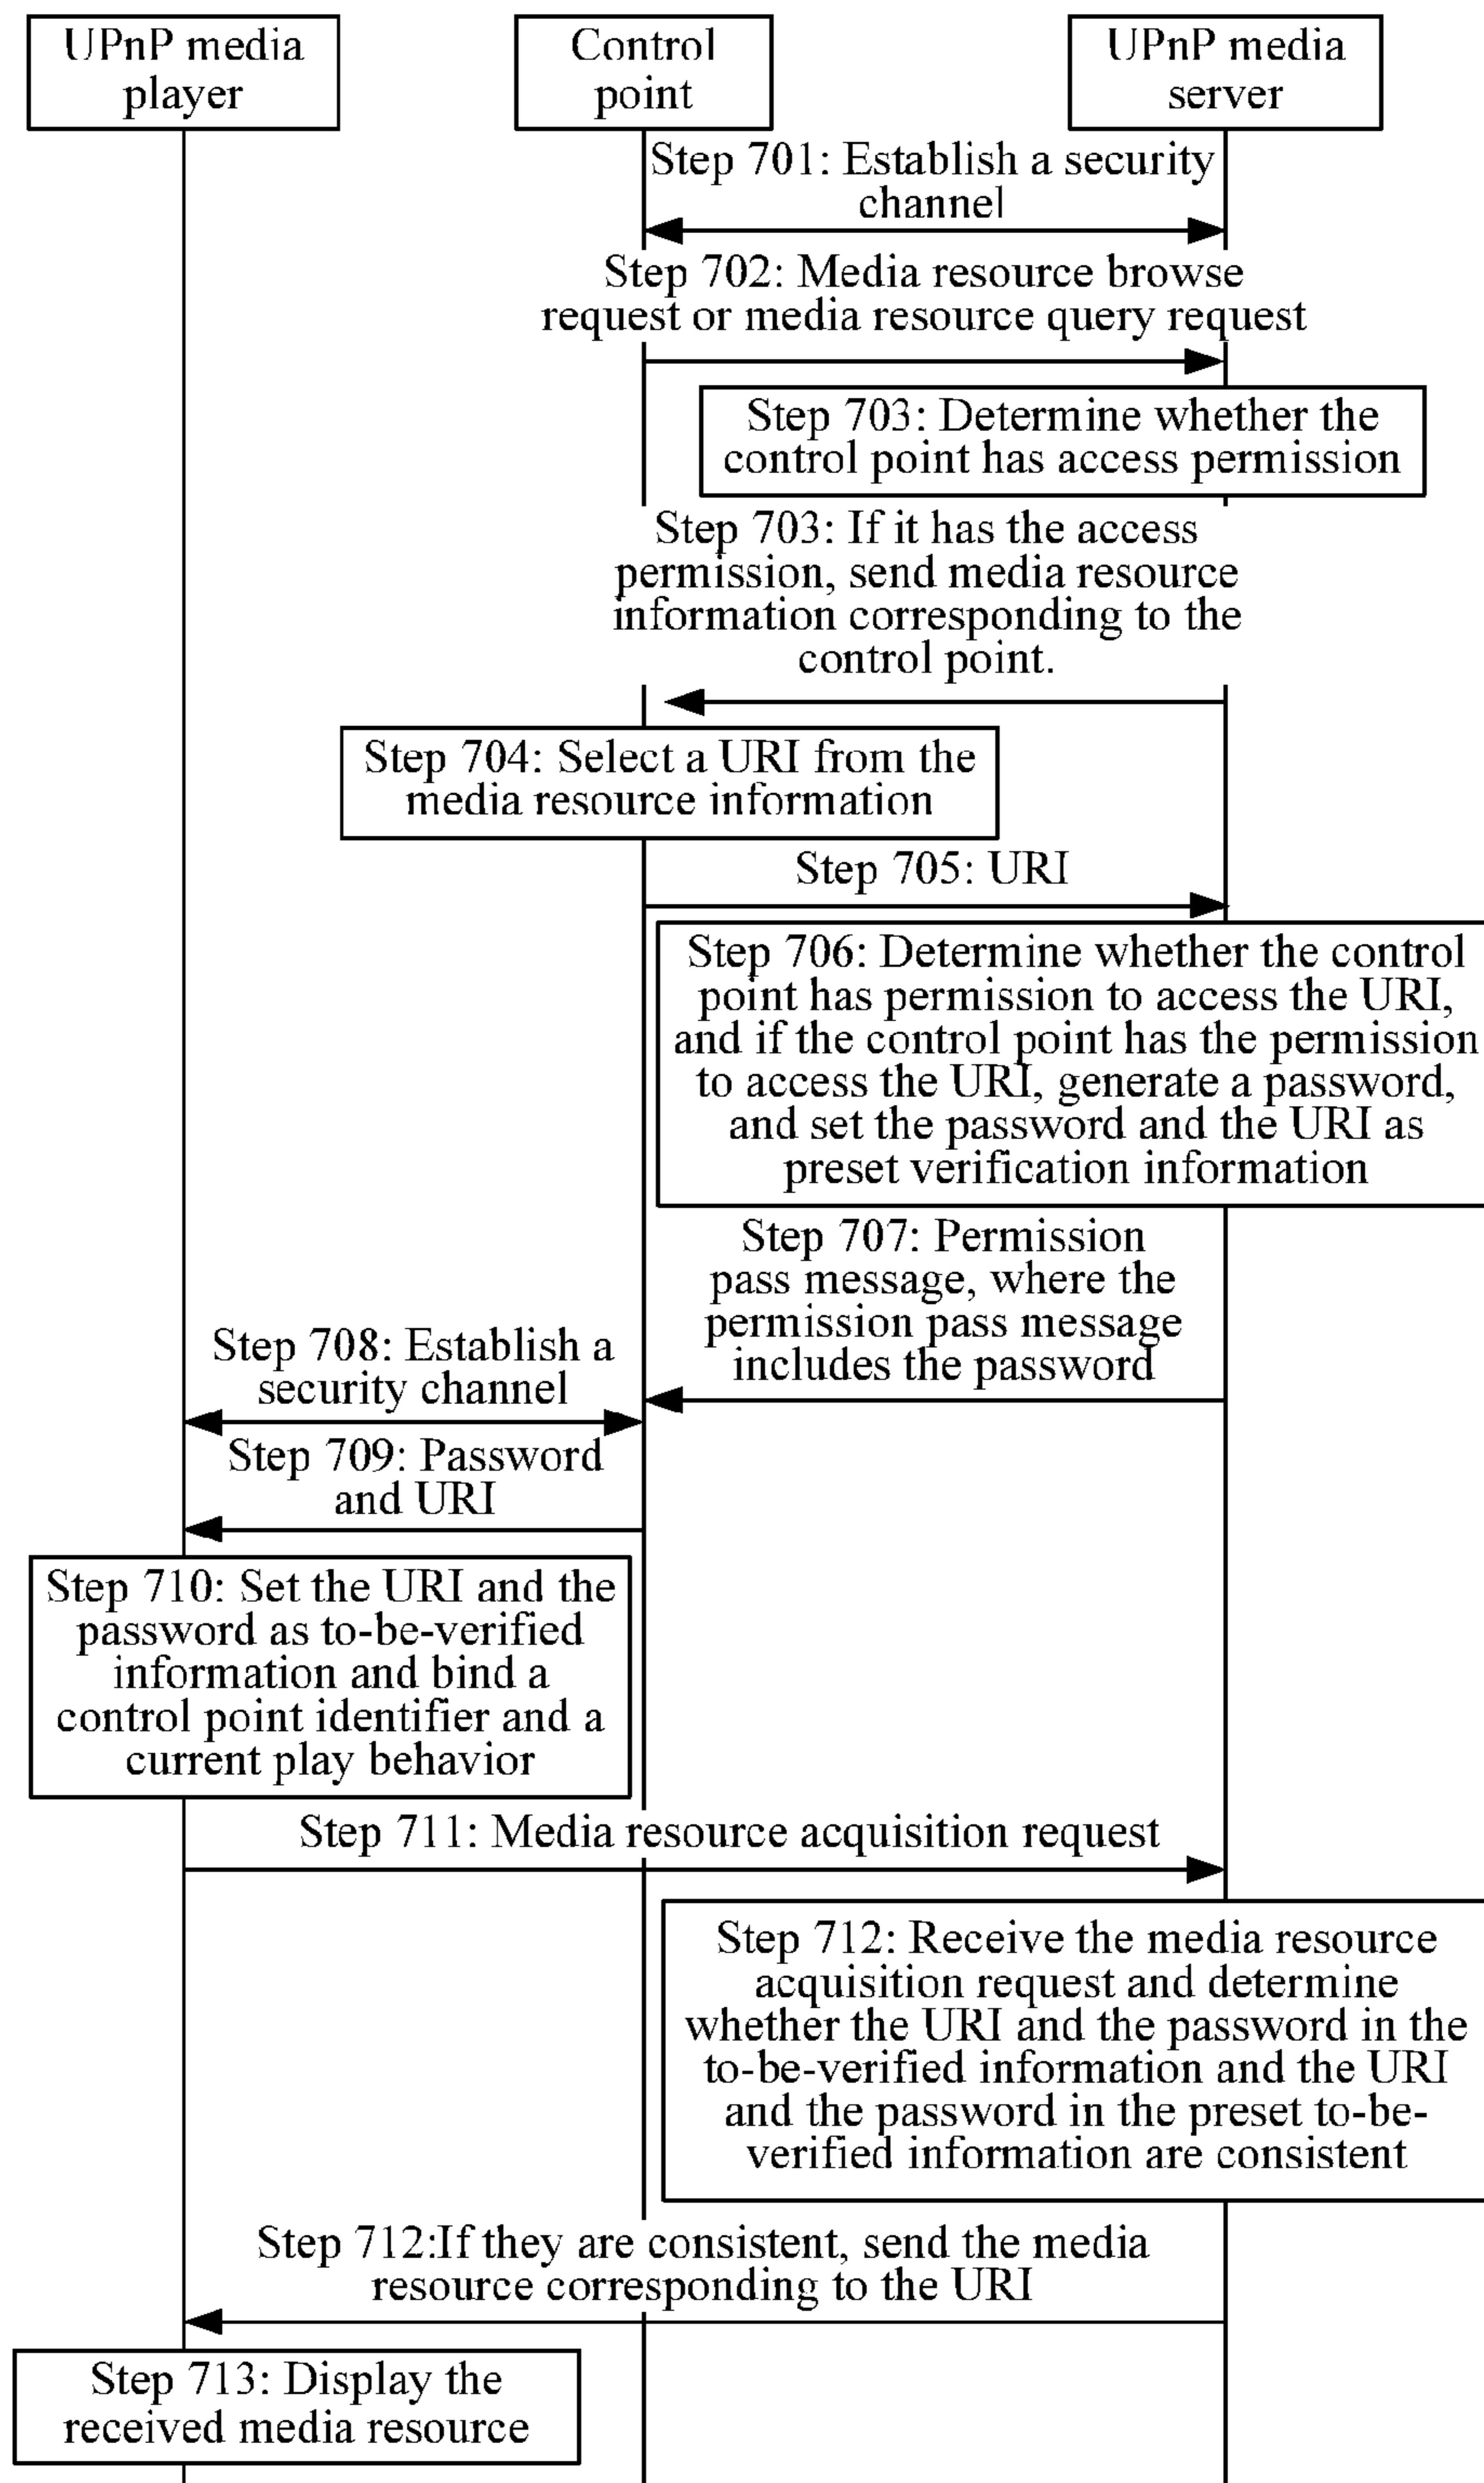 UPnP media
player
Control
point
UPnP media
server
Step 701: Establish a security
channel
Step 702: Media resource browse
request or media resource query request
Step 703: Determine whether the
control point has access permission
Step 703: If it has the access
permission, send media resource
information corresponding to the
control point.
Step 704: Select a URI from the
media resource information
Step 705: URI
Step 706: Determine whether the control
point has permission to access the URI,
and if the control point has the permission
to access the URI, generate a password,
and set the password and the URI as
preset verification information
Step 707: Permission
pass message, where the
permission pass message
includes the password
Step 708: Establish a
security channel
Step 709: Password
and URI
Step 710: Set the URI and the
password as to-be-verified
information and bind a
control point identifier and a
current play behavior
Step 711: Media resource acquisition request
Step 712: Receive the media resource
acquisition request and determine
whether the URI and the password in the
to-be-verified information and the URI
and the password in the preset to-be-
verified information are consistent
Step 712:If they are consistent, send the media
resource corresponding to the URI
Step 713: Display the
received media resource